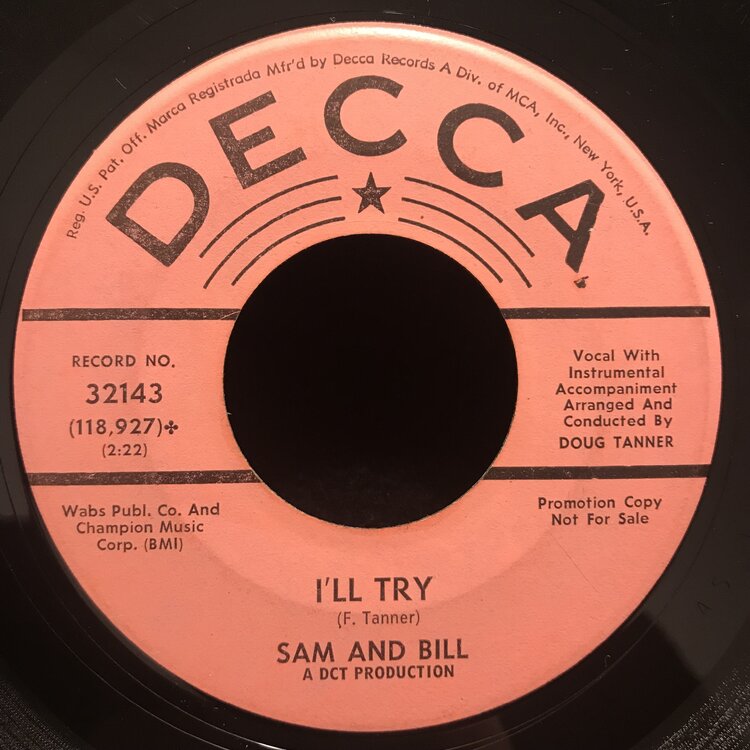 Reg. U.S. Pat. Off. Marca Registrada Mfr'd by Decca Records A Div. of MCA, Inc., New York, U.S.A.
DECCA
RECORD NO.
32143
(118,927)✤
(2:22)
Vocal With
Instrumental
Accompaniment
Arranged And
Conducted By
DOUG TANNER
Wabs Publ. Co. And
Champion Music
Corp. (BMI)
Promotion Copy
Not For Sale
I'LL TRY
(F. Tanner)
SAM AND BILL
A DCT PRODUCTION